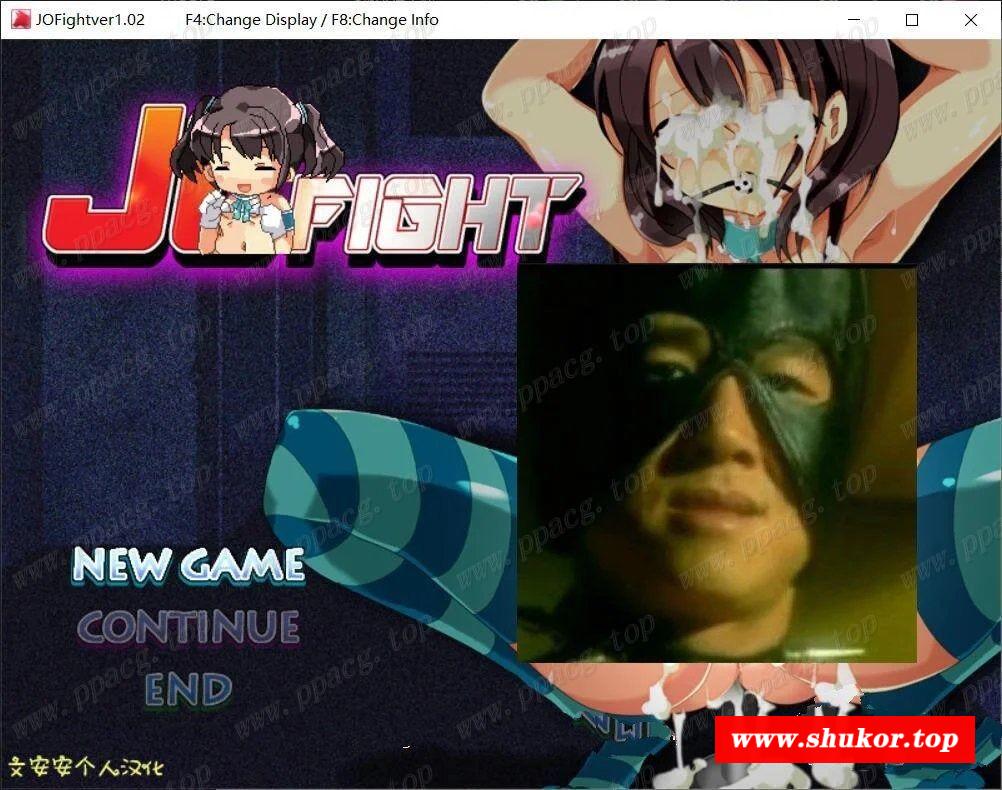 JOFightver1.02 F4:Change Display / F8:Change Info
JO FIGHT
NEW GAME
CONTINUE
END
www.shukor.top
文安安个人汉化
www.ppacg.top